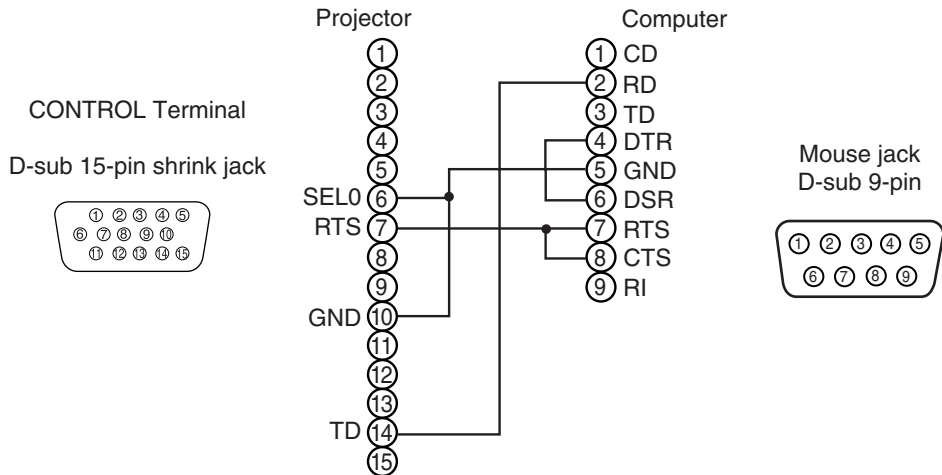 Projector
Computer
CONTROL Terminal
D-sub 15-pin shrink jack
① ② ③ ④ ⑤
⑥ ⑦ ⑧ ⑨ ⑩
⑪ ⑫ ⑬ ⑭ ⑮
①
②
③
④
⑤
SEL0 ⑥
RTS ⑦
⑧
⑨
GND ⑩
⑪
⑫
⑬
TD ⑭
⑮
① CD
② RD
③ TD
④ DTR
⑤ GND
⑥ DSR
⑦ RTS
⑧ CTS
⑨ RI
Mouse jack
D-sub 9-pin
① ② ③ ④ ⑤
⑥ ⑦ ⑧ ⑨